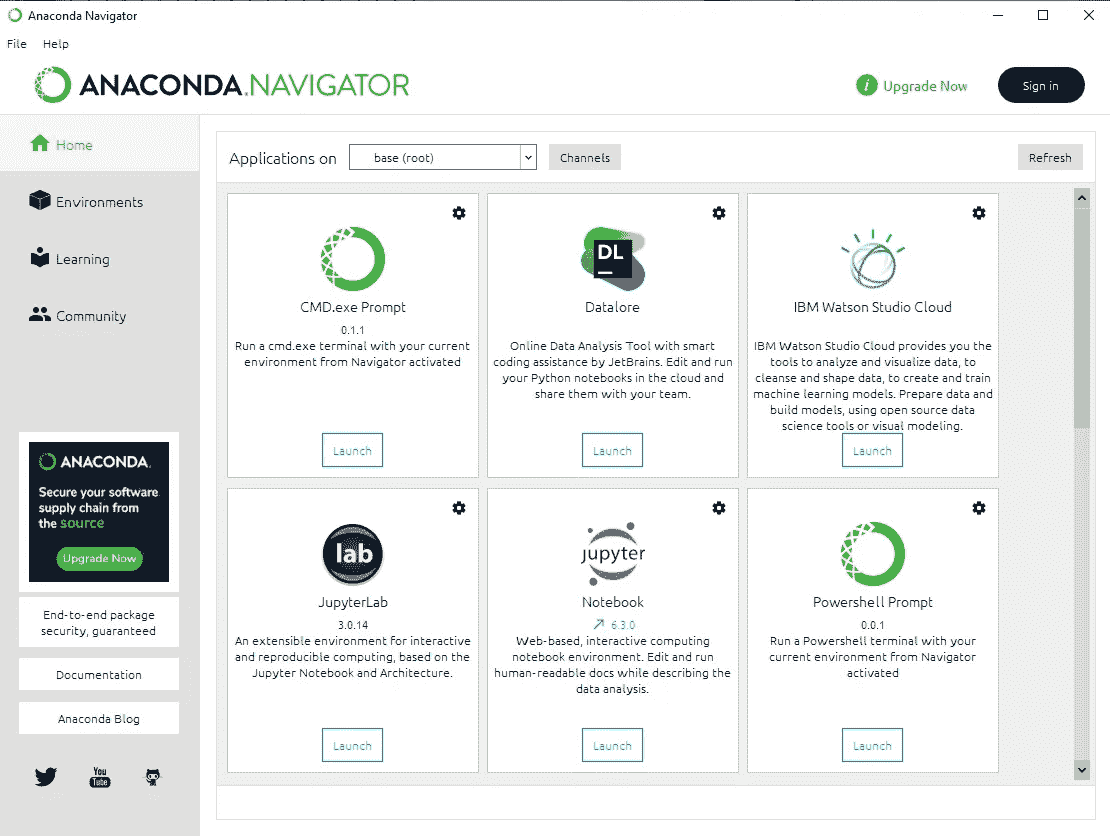 Anaconda Navigator
File Help
ANACONDA.NAVIGATOR
i Upgrade Now
Sign in
Home
Environments
Learning
Community
ANACONDA.
Secure your software
supply chain from
the source
Upgrade Now
End-to-end package
security, guaranteed
Documentation
Anaconda Blog
You
Tube
Applications on
base (root)
Channels
Refresh
CMD.exe Prompt
0.1.1
Run a cmd.exe terminal with your current
environment from Navigator activated
Launch
DL
Datalore
Online Data Analysis Tool with smart
coding assistance by JetBrains. Edit and run
your Python notebooks in the cloud and
share them with your team.
Launch
IBM Watson Studio Cloud
IBM Watson Studio Cloud provides you the
tools to analyze and visualize data, to
cleanse and shape data, to create and train
machine learning models. Prepare data and
build models, using open source data
science tools or visual modeling.
Launch
lab
JupyterLab
3.0.14
An extensible environment for interactive
and reproducible computing, based on the
Jupyter Notebook and Architecture.
Launch
jupyter
Notebook
6.3.0
Web-based, interactive computing
notebook environment. Edit and run
human-readable docs while describing the
data analysis.
Launch
Powershell Prompt
0.0.1
Run a Powershell terminal with your
current environment from Navigator
activated
Launch